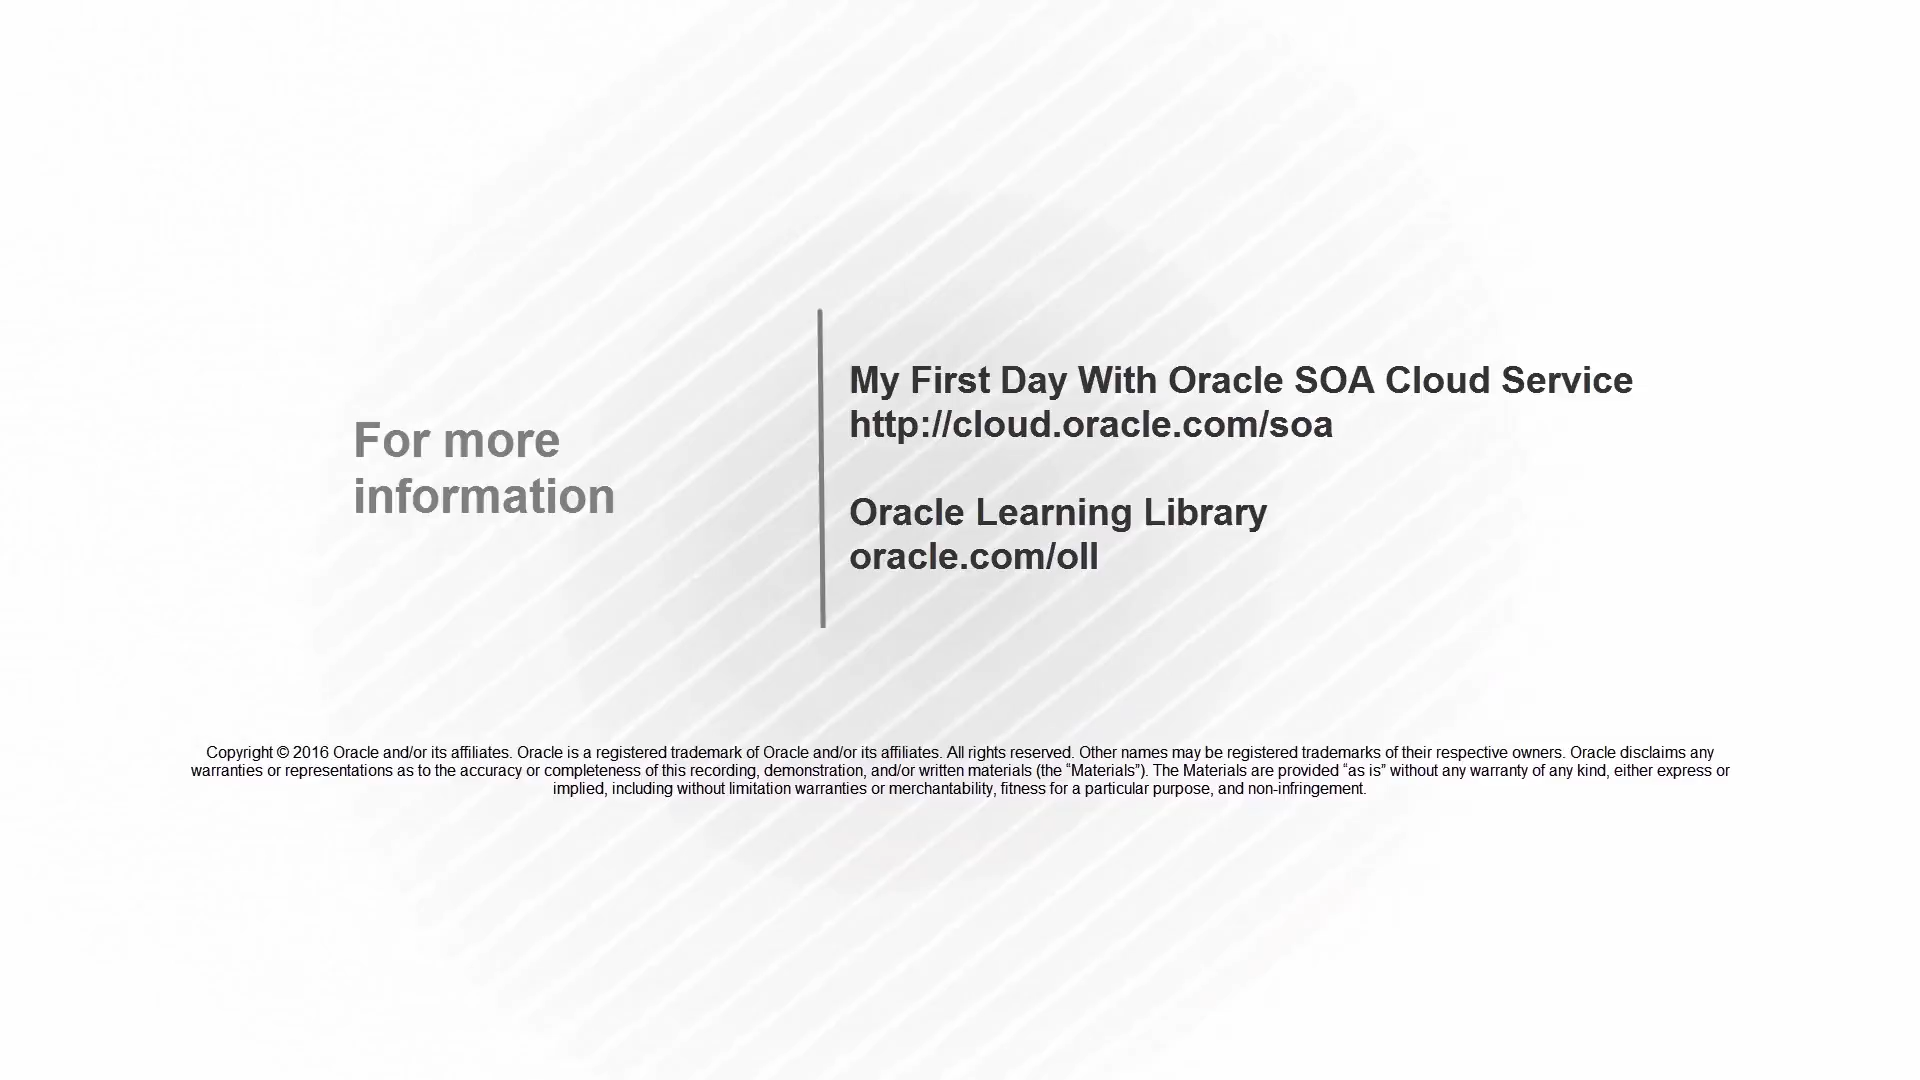 For more
information
My First Day With Oracle SOA Cloud Service
http://cloud.oracle.com/soa
Oracle Learning Library
oracle.com/oll
Copyright © 2016 Oracle and/or its affiliates. Oracle is a registered trademark of Oracle and/or its affiliates. All rights reserved. Other names may be registered trademarks of their respective owners. Oracle disclaims any
warranties or representations as to the accuracy or completeness of this recording, demonstration, and/or written materials (the “Materials”). The Materials are provided “as is” without any warranty of any kind, either express or
implied, including without limitation warranties or merchantability, fitness for a particular purpose, and non-infringement.